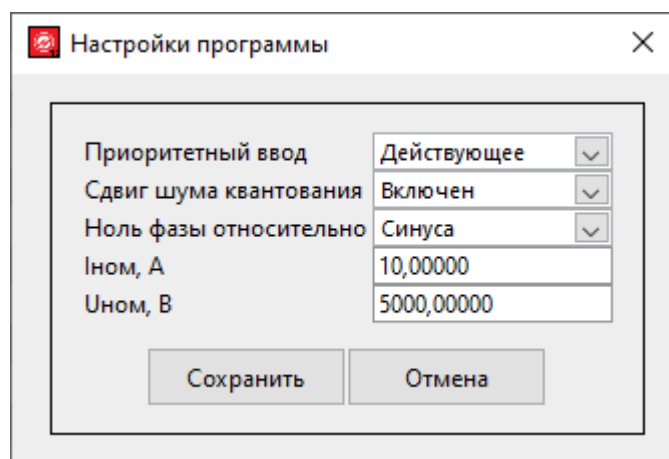 Настройки программы
Приоритетный ввод Действующее
Сдвиг шума квантования Включен
Ноль фазы относительно Синуса
Iном, А 10,00000
Uном, В 5000,00000
Сохранить Отмена